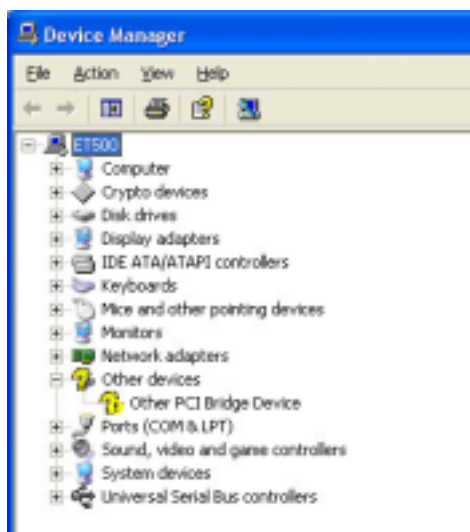 Device Manager
File Action View Help
ET500
Computer
Crypto devices
Disk drives
Display adapters
IDE ATA/ATAPI controllers
Keyboards
Mice and other pointing devices
Monitors
Network adapters
Other devices
Other PCI Bridge Device
Ports (COM & LPT)
Sound, video and game controllers
System devices
Universal Serial Bus controllers